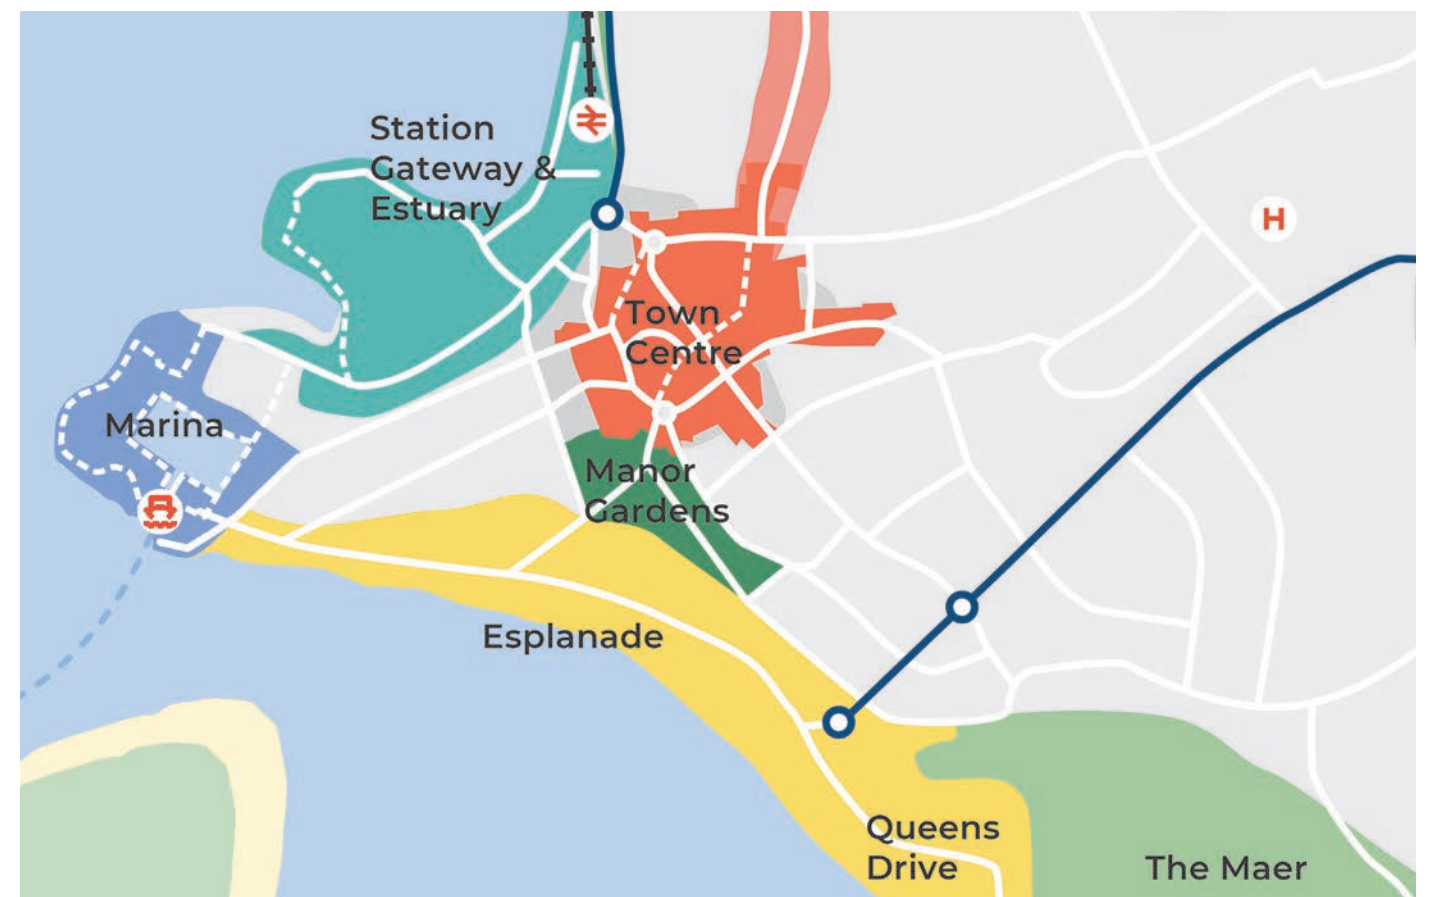 Station
Gateway &
Estuary
H
Town
Centre
Marina
Manor
Gardens
Esplanade
Queens
Drive
The Maer